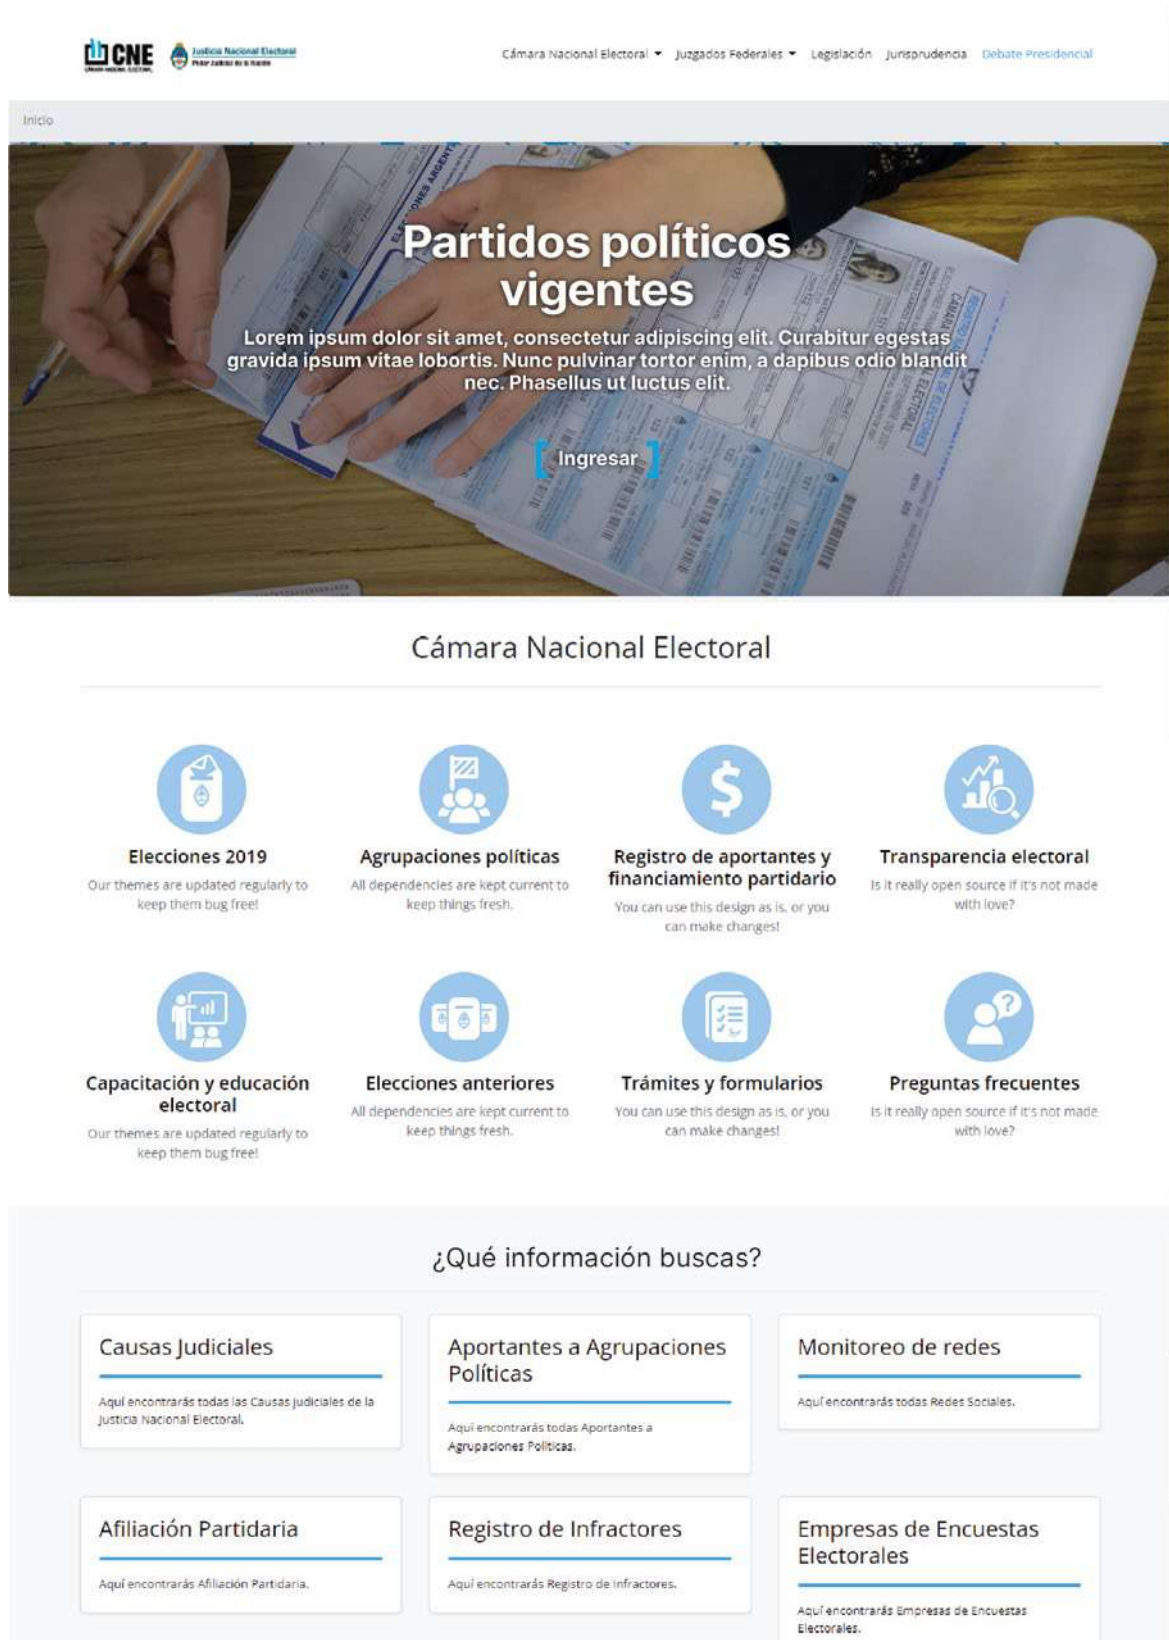 CNE
CÁMARA NACIONAL ELECTORAL
Justicia Nacional Electoral
Poder Judicial de la Nación
Cámara Nacional Electoral
Juzgados Federales
Legislación
Jurisprudencia
Debate Presidencial
Inicio
Partidos políticos
vigentes
Lorem ipsum dolor sit amet, consectetur adipiscing elit. Curabitur egestas
gravida ipsum vitae lobortis. Nunc pulvinar tortor enim, a dapibus odio blandit
nec. Phasellus ut luctus elit.
[ Ingresar ]
Cámara Nacional Electoral
Elecciones 2019
Our themes are updated regularly to
keep them bug free!
Agrupaciones políticas
All dependencies are kept current to
keep things fresh.
Registro de aportantes y
financiamiento partidario
You can use this design as is, or you
can make changes!
Transparencia electoral
Is it really open source if it's not made
with love?
Capacitación y educación
electoral
Our themes are updated regularly to
keep them bug free!
Elecciones anteriores
All dependencies are kept current to
keep things fresh.
Trámites y formularios
You can use this design as is, or you
can make changes!
Preguntas frecuentes
Is it really open source if it's not made
with love?
¿Qué información buscas?
Causas Judiciales
Aquí encontrarás todas las Causas judiciales de la
Justicia Nacional Electoral.
Aportantes a Agrupaciones
Políticas
Aquí encontrarás todas Aportantes a
Agrupaciones Políticas.
Monitoreo de redes
Aquí encontrarás todas Redes Sociales.
Afiliación Partidaria
Aquí encontrarás Afiliación Partidaria.
Registro de Infractores
Aquí encontrarás Registro de Infractores.
Empresas de Encuestas
Electorales
Aquí encontrarás Empresas de Encuestas
Electorales.